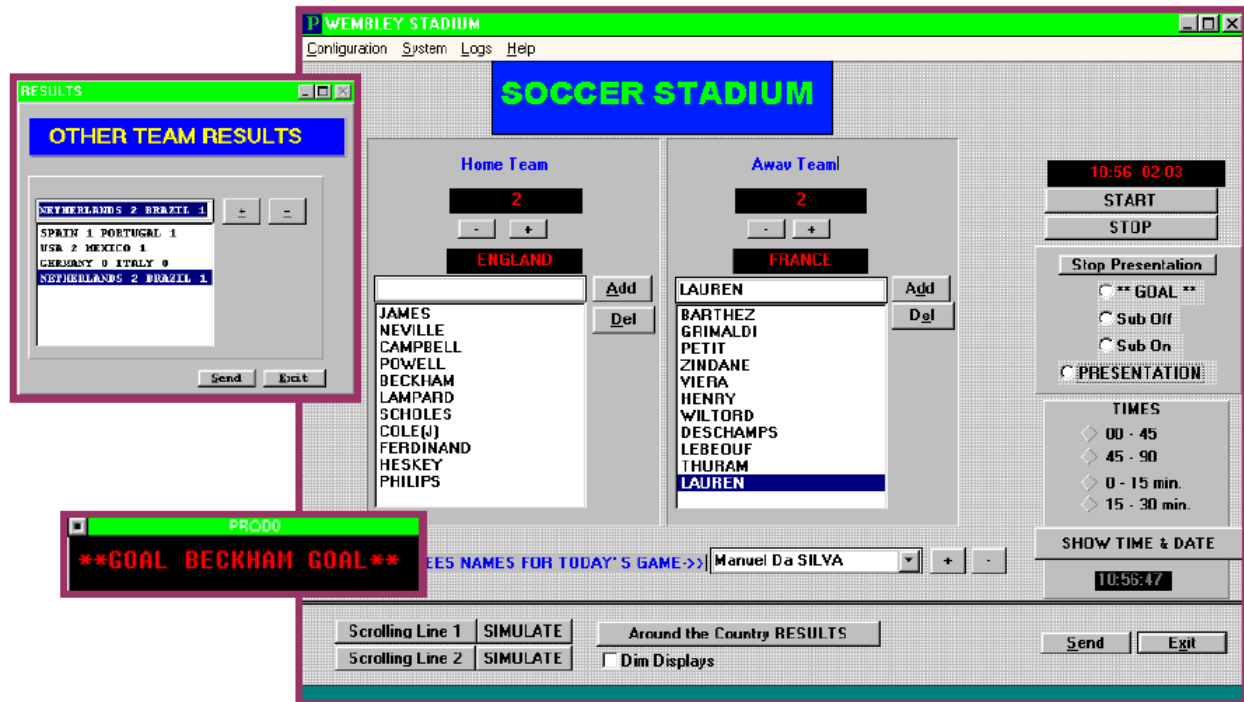 WEMBLEY STADIUM
Configuration System Logs Help
SOCCER STADIUM
RESULTS
OTHER TEAM RESULTS
NETHERLANDS 2 BRAZIL 1
+ -
SPAIN 1 PORTUGAL 1
USA 2 MEXICO 1
GERMANY 0 ITALY 0
NETHERLANDS 2 BRAZIL 1
Send Exit
Home Team
2
- +
ENGLAND
Add
Del
JAMES
NEVILLE
CAMPBELL
POWELL
BECKHAM
LAMPARD
SCHOLES
COLE(J)
FERDINAND
HESKEY
PHILIPS
Away Team
2
- +
FRANCE
LAUREN
Add
Del
BARTHEZ
GRIMALDI
PETIT
ZINDANE
VIERA
HENRY
WILTORD
DESCHAMPS
LEBEOUF
THURAM
LAUREN
10:56 02-03
START
STOP
Stop Presentation
** GOAL **
Sub Off
Sub On
PRESENTATION
TIMES
00 - 45
45 - 90
0 - 15 min.
15 - 30 min.
SHOW TIME & DATE
10:56:47
PROD0
**GOAL BECKHAM GOAL**
EES NAMES FOR TODAY'S GAME->> Manuel Da SILVA + -
Scrolling Line 1 SIMULATE
Scrolling Line 2 SIMULATE
Around the Country RESULTS
Dim Displays
Send Exit